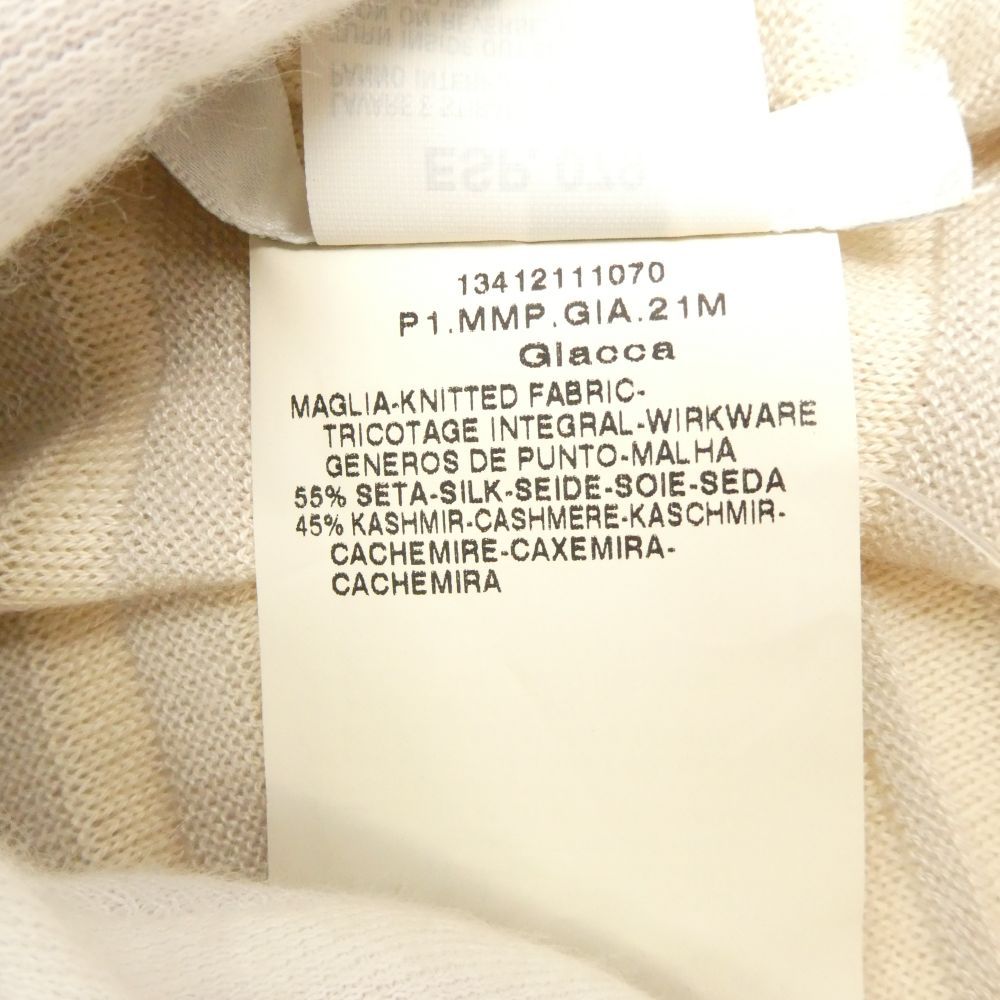 13412111070
P1.MMP.GIA.21M
Giacca
MAGLIA-KNITTED FABRIC-
TRICOTAGE INTEGRAL-WIRKWARE
GENEROS DE PUNTO-MALHA
55% SETA-SILK-SEIDE-SOIE-SEDA
45% KASHMIR-CASHMERE-KASCHMIR-
CACHEMIRE-CAXEMIRA-
CACHEMIRA